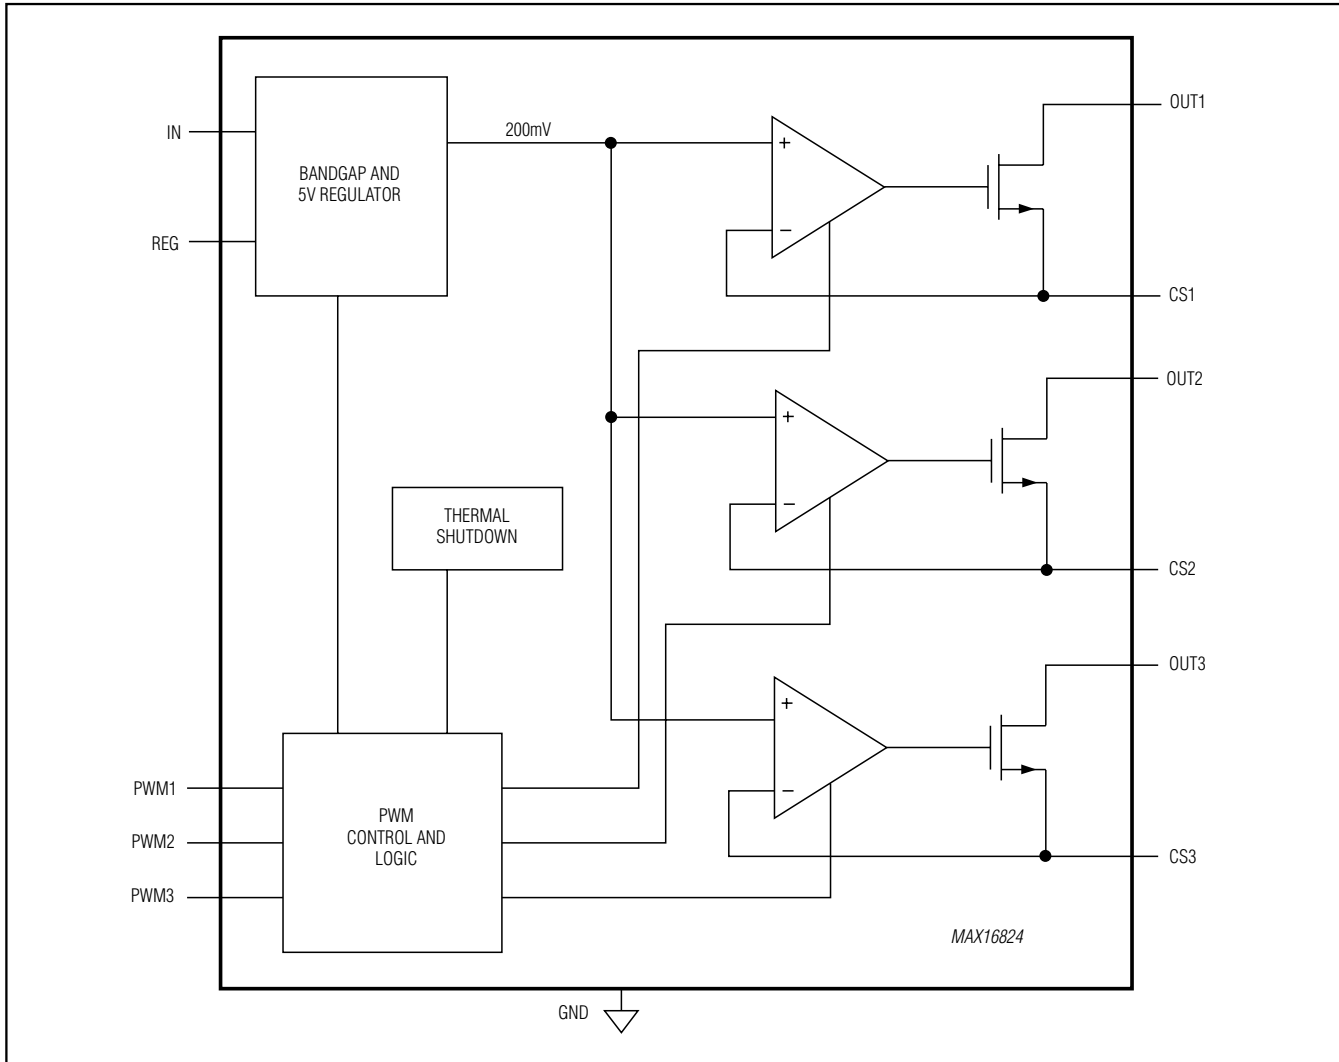 OUT1
IN
200mV
+
BANDGAP AND
5V REGULATOR
−
REG
CS1
OUT2
+
THERMAL
SHUTDOWN
−
CS2
OUT3
+
PWM1
−
PWM
PWM2
CONTROL AND
LOGIC
CS3
PWM3
MAX16824
GND